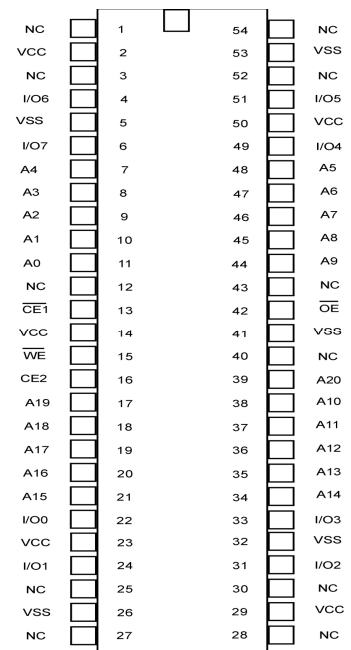 NC 1 54 NC
VCC 2 53 VSS
NC 3 52 NC
I/O6 4 51 I/O5
VSS 5 50 VCC
I/O7 6 49 I/O4
A4 7 48 A5
A3 8 47 A6
A2 9 46 A7
A1 10 45 A8
A0 11 44 A9
NC 12 43 NC
C̅E̅1̅ 13 42 O̅E̅
VCC 14 41 VSS
W̅E̅ 15 40 NC
CE2 16 39 A20
A19 17 38 A10
A18 18 37 A11
A17 19 36 A12
A16 20 35 A13
A15 21 34 A14
I/O0 22 33 I/O3
VCC 23 32 VSS
I/O1 24 31 I/O2
NC 25 30 NC
VSS 26 29 VCC
NC 27 28 NC